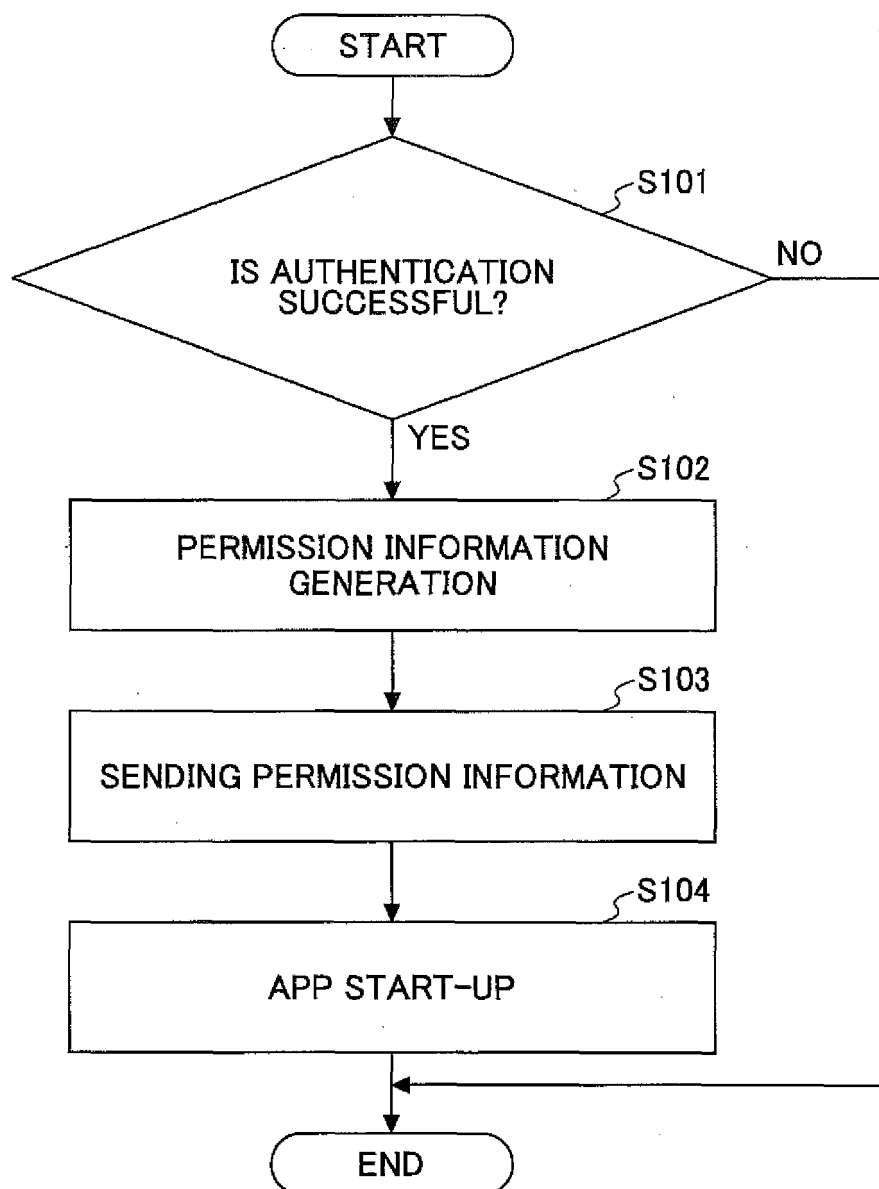 START
S101
IS AUTHENTICATION
SUCCESSFUL?
NO
YES
S102
PERMISSION INFORMATION
GENERATION
S103
SENDING PERMISSION INFORMATION
S104
APP START-UP
END